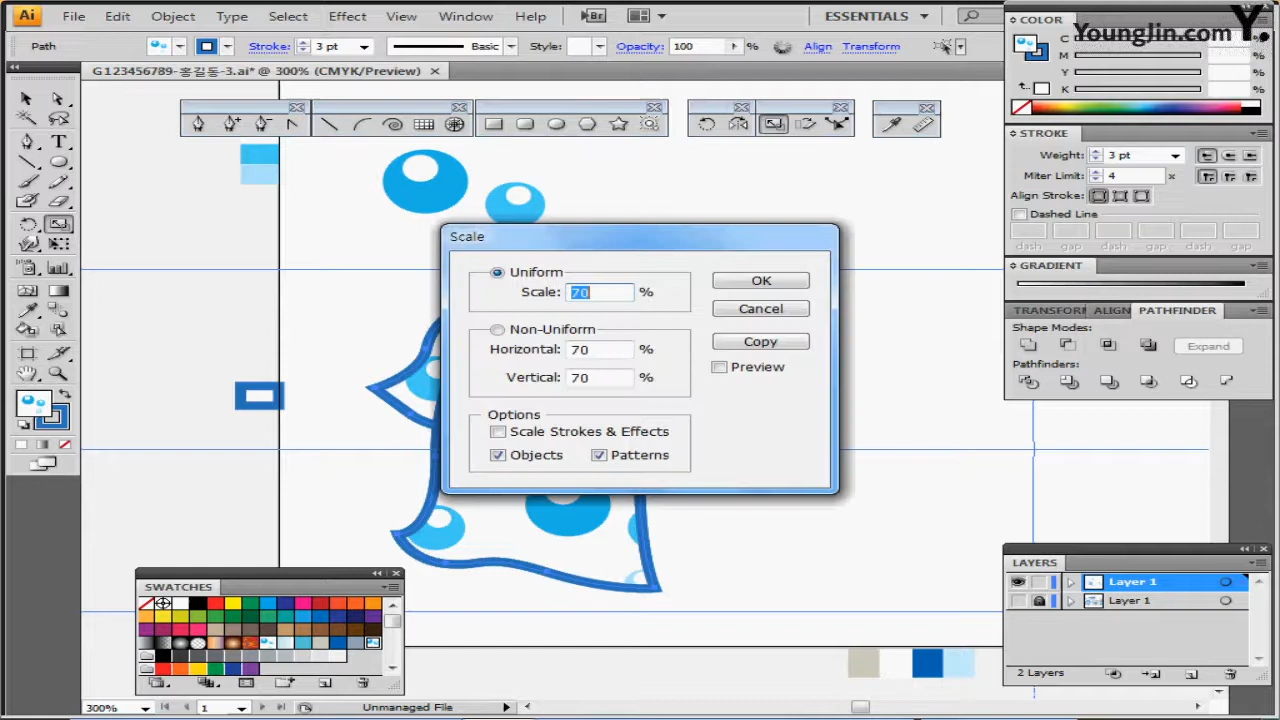 Ai File Edit Object Type Select Effect View Window Help Br ESSENTIALS
Path Stroke: 3 pt Basic Style: Opacity: 100 % Align Transform
G123456789-홍길동-3.ai* @ 300% (CMYK/Preview)
COLOR
YoungJin.com Y.
C %
M %
Y %
K %
STROKE
Weight: 3 pt
Miter Limit: 4 x
Align Stroke:
Dashed Line
dash gap dash gap dash gap
GRADIENT
TRANSFORM ALIGN PATHFINDER
Shape Modes:
Expand
Pathfinders:
Scale
Uniform
Scale: 70 %
Non-Uniform
Horizontal: 70 %
Vertical: 70 %
Options
Scale Strokes & Effects
Objects Patterns
OK
Cancel
Copy
Preview
SWATCHES
LAYERS
Layer 1
Layer 1
2 Layers
300% 1 Unmanaged File